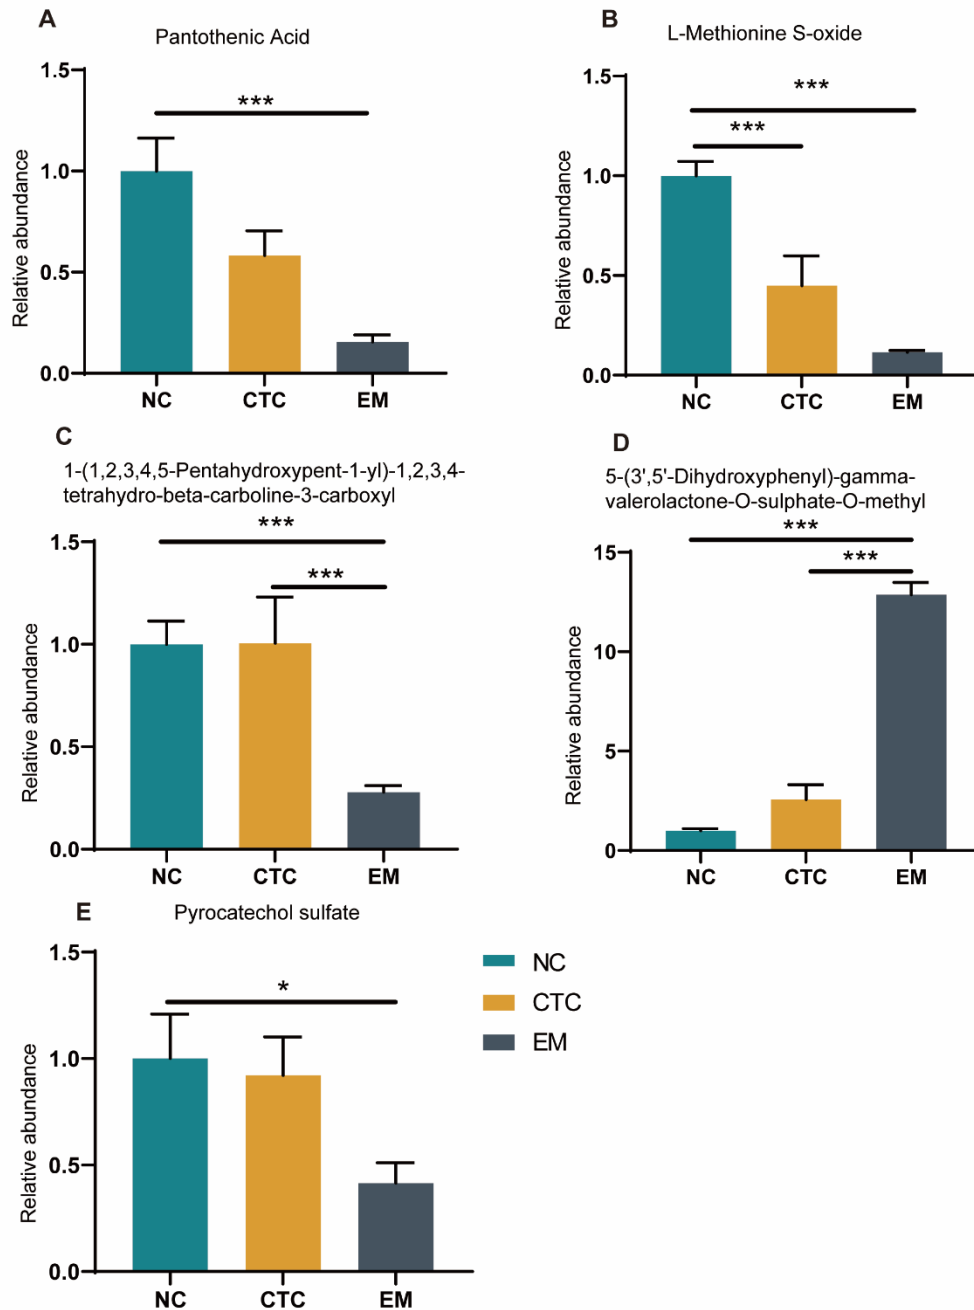 A
Pantothenic Acid
Relative abundance
1.5
1.0
0.5
0.0
***
NC CTC EM
B
L-Methionine S-oxide
Relative abundance
1.5
1.0
0.5
0.0
***
***
NC CTC EM
C
1-(1,2,3,4,5-Pentahydroxypent-1-yl)-1,2,3,4-
tetrahydro-beta-carboline-3-carboxyl
Relative abundance
1.5
1.0
0.5
0.0
***
***
NC CTC EM
D
5-(3',5'-Dihydroxyphenyl)-gamma-
valerolactone-O-sulphate-O-methyl
Relative abundance
15
10
5
0
***
***
NC CTC EM
E
Pyrocatechol sulfate
Relative abundance
1.5
1.0
0.5
0.0
*
NC CTC EM
NC
CTC
EM